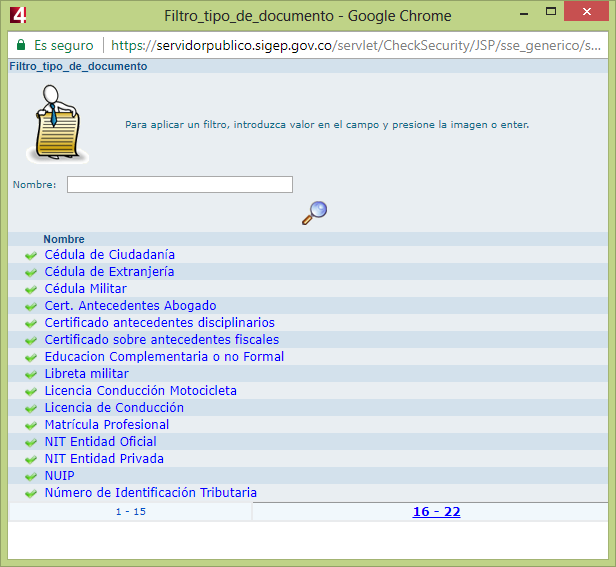 4
Filtro_tipo_de_documento - Google Chrome
Es seguro | https://servidorpublico.sigep.gov.co/servlet/CheckSecurity/JSP/sse_generico/s...
Filtro_tipo_de_documento
Para aplicar un filtro, introduzca valor en el campo y presione la imagen o enter.
Nombre:
Nombre
Cédula de Ciudadanía
Cédula de Extranjería
Cédula Militar
Cert. Antecedentes Abogado
Certificado antecedentes disciplinarios
Certificado sobre antecedentes fiscales
Educacion Complementaria o no Formal
Libreta militar
Licencia Conducción Motocicleta
Licencia de Conducción
Matrícula Profesional
NIT Entidad Oficial
NIT Entidad Privada
NUIP
Número de Identificación Tributaria
1 - 15
16 - 22